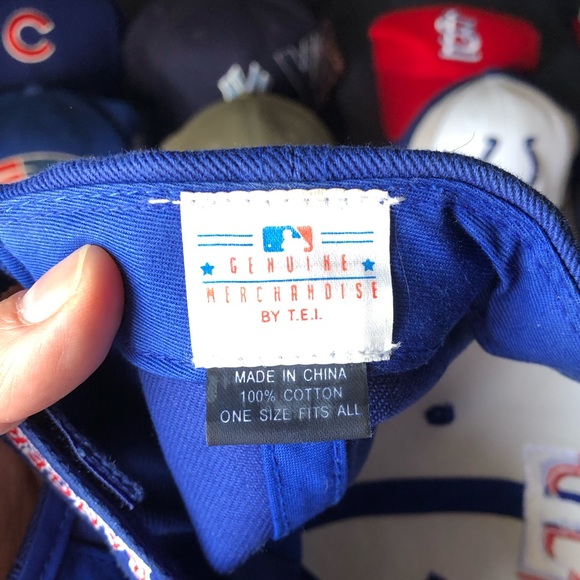 GENUINE
MERCHANDISE
BY T.E.I.
MADE IN CHINA
100% COTTON
ONE SIZE FITS ALL